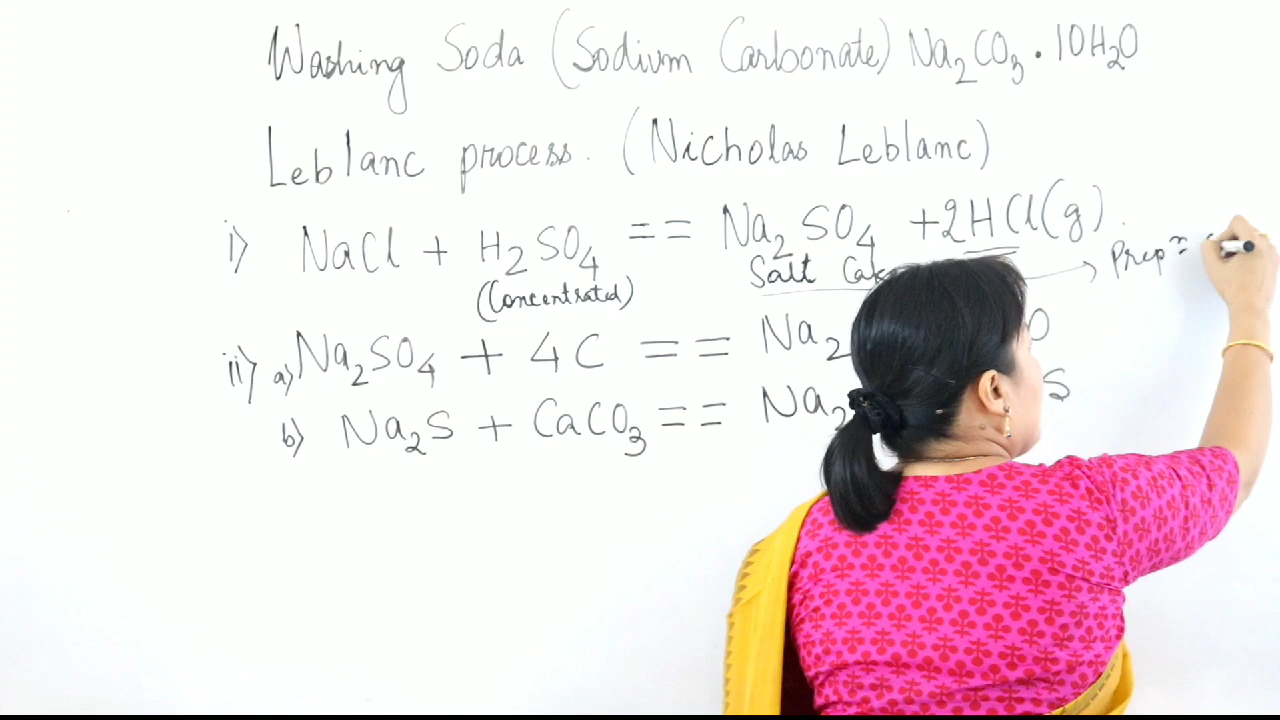 Washing Soda (Sodium Carbonate) Na₂CO₃·10H₂O
Leblanc process. (Nicholas Leblanc)
i) NaCl + H₂SO₄ == Na₂SO₄ + 2HCl(g).
(Concentrated) Salt → Prepⁿ
ii) a) Na₂SO₄ + 4C == Na₂
b) Na₂S + CaCO₃ == Na₂